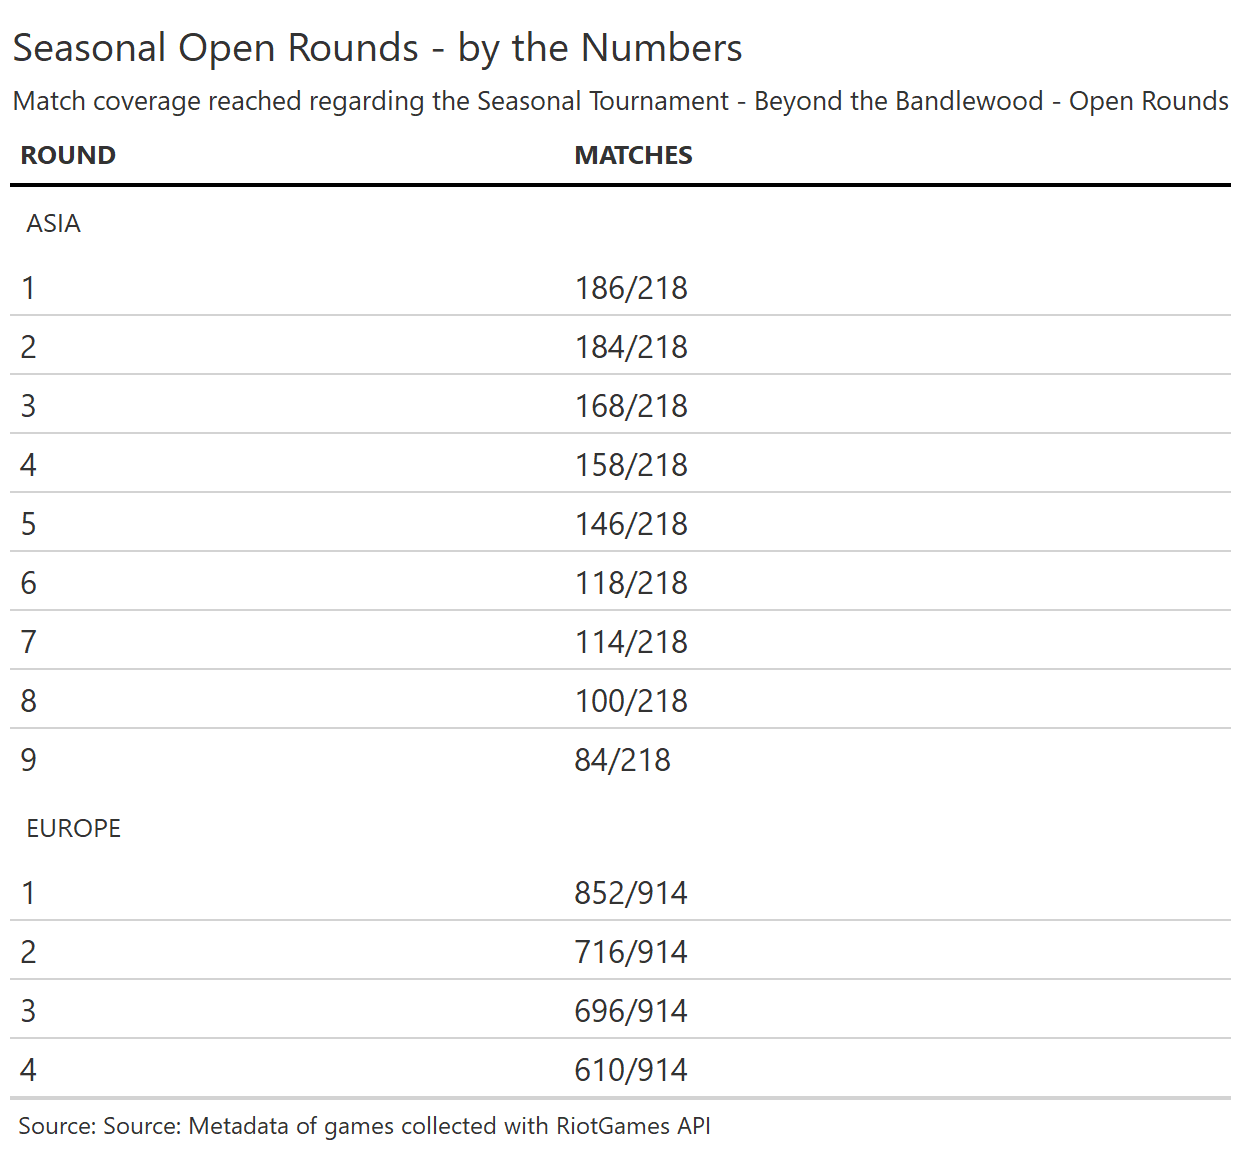 Seasonal Open Rounds - by the Numbers
Match coverage reached regarding the Seasonal Tournament - Beyond the Bandlewood - Open Rounds
ROUND MATCHES
ASIA
1 186/218
2 184/218
3 168/218
4 158/218
5 146/218
6 118/218
7 114/218
8 100/218
9 84/218
EUROPE
1 852/914
2 716/914
3 696/914
4 610/914
Source: Source: Metadata of games collected with RiotGames API